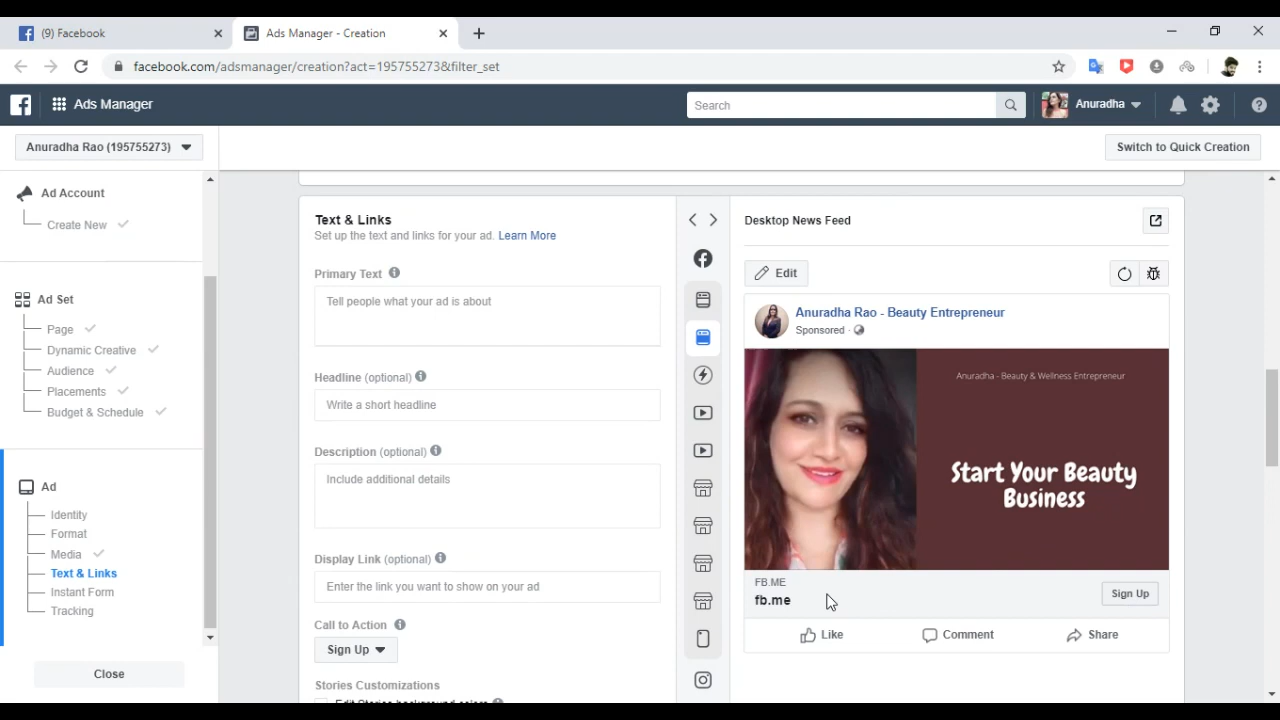 (9) Facebook
Ads Manager - Creation
facebook.com/adsmanager/creation?act=195755273&filter_set
Ads Manager
Search
Anuradha
Anuradha Rao (195755273)
Switch to Quick Creation
Ad Account
Create New
Ad Set
Page
Dynamic Creative
Audience
Placements
Budget & Schedule
Ad
Identity
Format
Media
Text & Links
Instant Form
Tracking
Close
Text & Links
Set up the text and links for your ad. Learn More
Primary Text
Tell people what your ad is about
Headline (optional)
Write a short headline
Description (optional)
Include additional details
Display Link (optional)
Enter the link you want to show on your ad
Call to Action
Sign Up
Stories Customizations
Edit Stories background colors
Desktop News Feed
Edit
Anuradha Rao - Beauty Entrepreneur
Sponsored ·
Anuradha - Beauty & Wellness Entrepreneur
Start Your Beauty
Business
FB.ME
fb.me
Sign Up
Like
Comment
Share